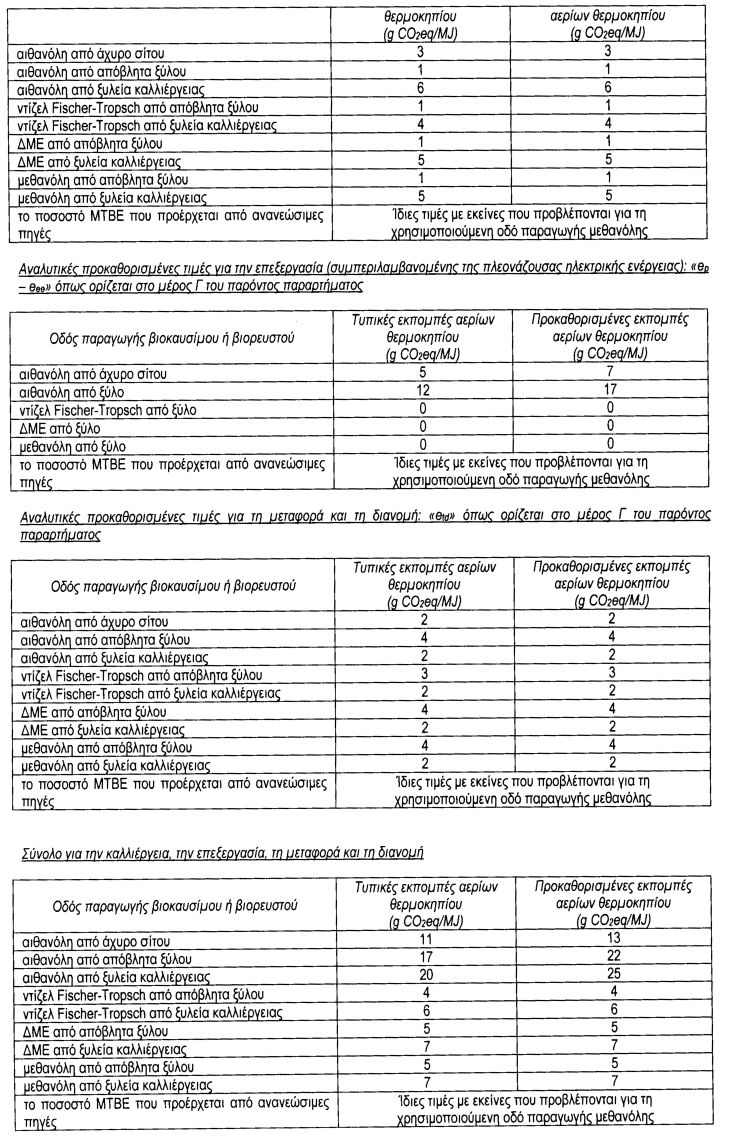 θερμοκηπίου αερίων θερμοκηπίου
(g CO₂eq/MJ) (g CO₂eq/MJ)
αιθανόλη από άχυρο σίτου 3 3
αιθανόλη από απόβλητα ξύλου 1 1
αιθανόλη από ξυλεία καλλιέργειας 6 6
ντίζελ Fischer-Tropsch από απόβλητα ξύλου 1 1
ντίζελ Fischer-Tropsch από ξυλεία καλλιέργειας 4 4
ΔΜΕ από απόβλητα ξύλου 1 1
ΔΜΕ από ξυλεία καλλιέργειας 5 5
μεθανόλη από απόβλητα ξύλου 1 1
μεθανόλη από ξυλεία καλλιέργειας 5 5
το ποσοστό MTBE που προέρχεται από ανανεώσιμες Ίδιες τιμές με εκείνες που προβλέπονται για τη
πηγές χρησιμοποιούμενη οδό παραγωγής μεθανόλης
Αναλυτικές προκαθορισμένες τιμές για την επεξεργασία (συμπεριλαμβανομένης της πλεονάζουσας ηλεκτρικής ενέργειας): «θp
– θee» όπως ορίζεται στο μέρος Γ του παρόντος παραρτήματος
Τυπικές εκπομπές αερίων Προκαθορισμένες εκπομπές
Οδός παραγωγής βιοκαυσίμου ή βιορευστού θερμοκηπίου αερίων θερμοκηπίου
(g CO₂eq/MJ) (g CO₂eq/MJ)
αιθανόλη από άχυρο σίτου 5 7
αιθανόλη από ξύλο 12 17
ντίζελ Fischer-Tropsch από ξύλο 0 0
ΔΜΕ από ξύλο 0 0
μεθανόλη από ξύλο 0 0
το ποσοστό MTBE που προέρχεται από ανανεώσιμες Ίδιες τιμές με εκείνες που προβλέπονται για τη
πηγές χρησιμοποιούμενη οδό παραγωγής μεθανόλης
Αναλυτικές προκαθορισμένες τιμές για τη μεταφορά και τη διανομή: «θtd» όπως ορίζεται στο μέρος Γ του παρόντος
παραρτήματος
Τυπικές εκπομπές αερίων Προκαθορισμένες εκπομπές
Οδός παραγωγής βιοκαυσίμου ή βιορευστού θερμοκηπίου αερίων θερμοκηπίου
(g CO₂eq/MJ) (g CO₂eq/MJ)
αιθανόλη από άχυρο σίτου 2 2
αιθανόλη από απόβλητα ξύλου 4 4
αιθανόλη από ξυλεία καλλιέργειας 2 2
ντίζελ Fischer-Tropsch από απόβλητα ξύλου 3 3
ντίζελ Fischer-Tropsch από ξυλεία καλλιέργειας 2 2
ΔΜΕ από απόβλητα ξύλου 4 4
ΔΜΕ από ξυλεία καλλιέργειας 2 2
μεθανόλη από απόβλητα ξύλου 4 4
μεθανόλη από ξυλεία καλλιέργειας 2 2
το ποσοστό MTBE που προέρχεται από ανανεώσιμες Ίδιες τιμές με εκείνες που προβλέπονται για τη
πηγές χρησιμοποιούμενη οδό παραγωγής μεθανόλης
Σύνολο για την καλλιέργεια, την επεξεργασία, τη μεταφορά και τη διανομή
Τυπικές εκπομπές αερίων Προκαθορισμένες εκπομπές
Οδός παραγωγής βιοκαυσίμου ή βιορευστού θερμοκηπίου αερίων θερμοκηπίου
(g CO₂eq/MJ) (g CO₂eq/MJ)
αιθανόλη από άχυρο σίτου 11 13
αιθανόλη από απόβλητα ξύλου 17 22
αιθανόλη από ξυλεία καλλιέργειας 20 25
ντίζελ Fischer-Tropsch από απόβλητα ξύλου 4 4
ντίζελ Fischer-Tropsch από ξυλεία καλλιέργειας 6 6
ΔΜΕ από απόβλητα ξύλου 5 5
ΔΜΕ από ξυλεία καλλιέργειας 7 7
μεθανόλη από απόβλητα ξύλου 5 5
μεθανόλη από ξυλεία καλλιέργειας 7 7
το ποσοστό MTBE που προέρχεται από ανανεώσιμες Ίδιες τιμές με εκείνες που προβλέπονται για τη
πηγές χρησιμοποιούμενη οδό παραγωγής μεθανόλης